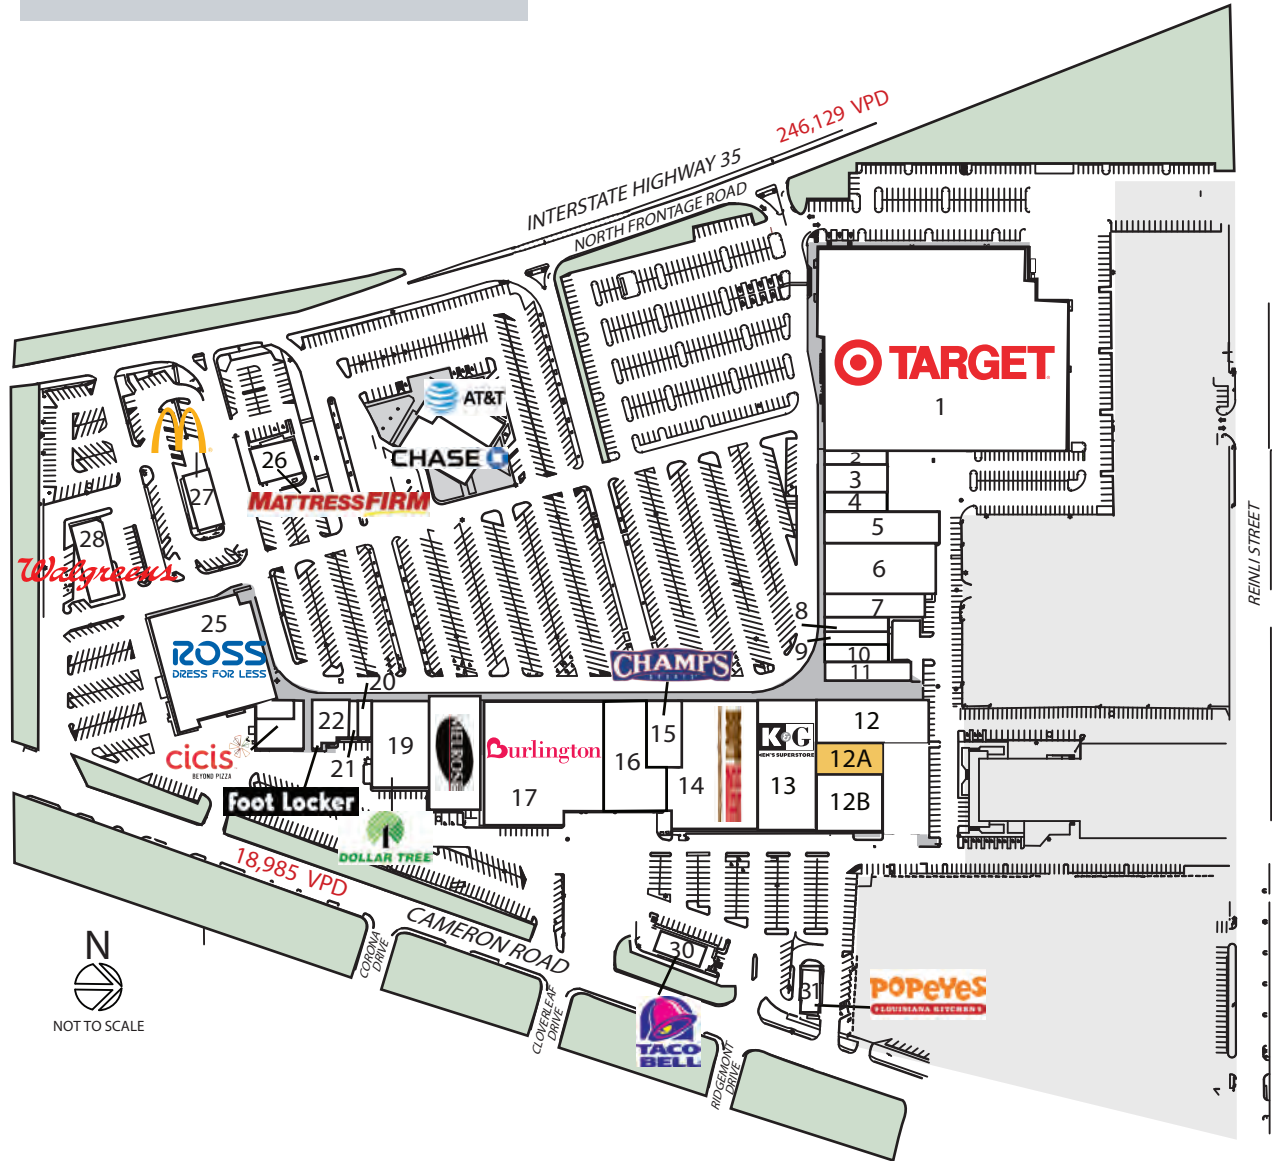 246,129 VPD
INTERSTATE HIGHWAY 35
NORTH FRONTAGE ROAD
TARGET
1
AT&T
CHASE
26
MATTRESSFIRM
27
28
Walgreens
2
3
4
5
6
7
8
9
10
11
REINLI STREET
25
ROSS
DRESS FOR LESS
CHAMPS
SPORTS
20
22
21
19
MELROSE
Burlington
17
16
15
14
K&G
MEN'S SUPERSTORE
13
12
12A
12B
cicis
BEYOND PIZZA
Foot Locker
1
DOLLAR TREE
18,985 VPD
CAMERON ROAD
CORONA
DRIVE
CLOVERLEAF
DRIVE
RIDGEMONT
DRIVE
30
TACO
BELL
31
POPEYES
LOUISIANA KITCHEN
N
NOT TO SCALE